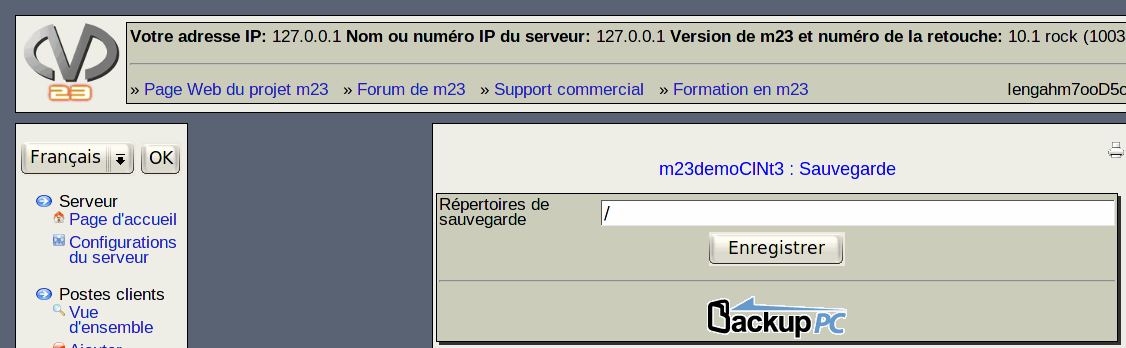 Votre adresse IP: 127.0.0.1 Nom ou numéro IP du serveur: 127.0.0.1 Version de m23 et numéro de la retouche: 10.1 rock (1003
» Page Web du projet m23 » Forum de m23 » Support commercial » Formation en m23
23
Français OK
Serveur
Page d'accueil
Configurations
du serveur
Postes clients
Vue
d'ensemble
Ajouter
m23demoClNt3 : Sauvegarde
Répertoires de
sauvegarde
/
Enregistrer
Backup PC